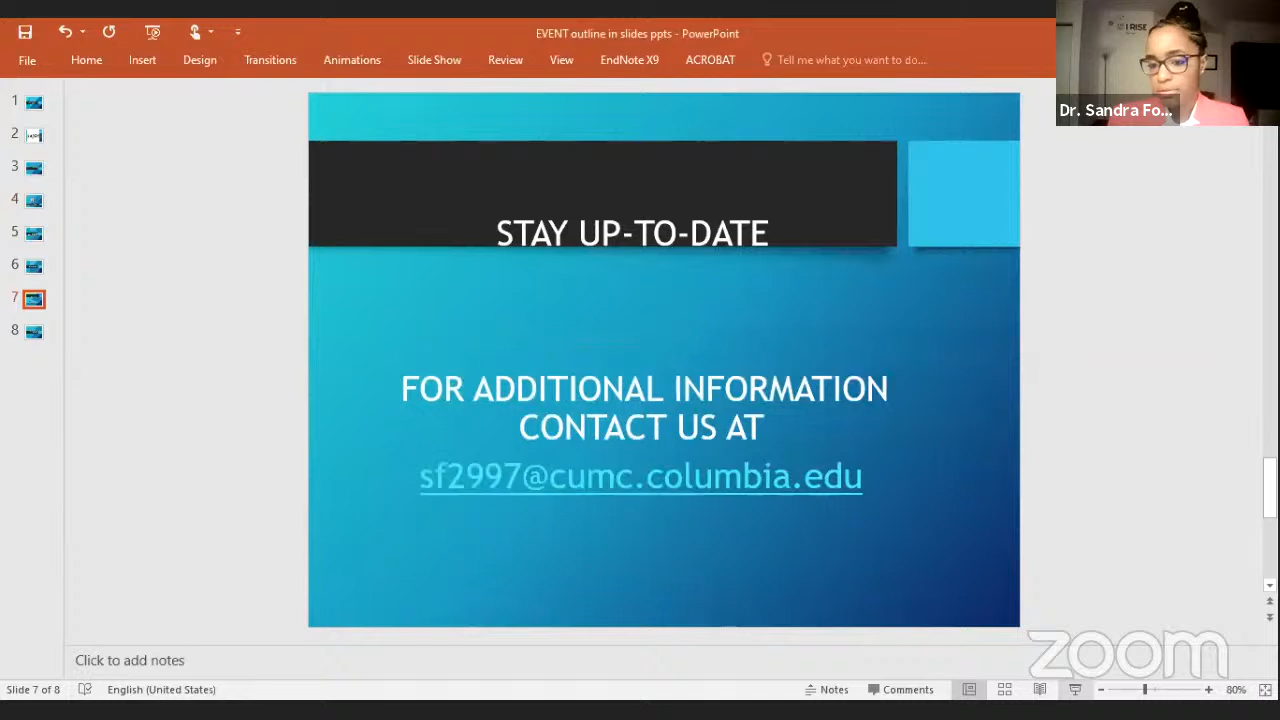 EVENT outline in slides ppts - PowerPoint
File Home Insert Design Transitions Animations Slide Show Review View EndNote X9 ACROBAT Tell me what you want to do...
I RISE
Dr. Sandra Fo...
1
2
3
4
5
6
7
8
STAY UP-TO-DATE
FOR ADDITIONAL INFORMATION
CONTACT US AT
sf2997@cumc.columbia.edu
Click to add notes
zoom
Slide 7 of 8 English (United States) Notes Comments 80%